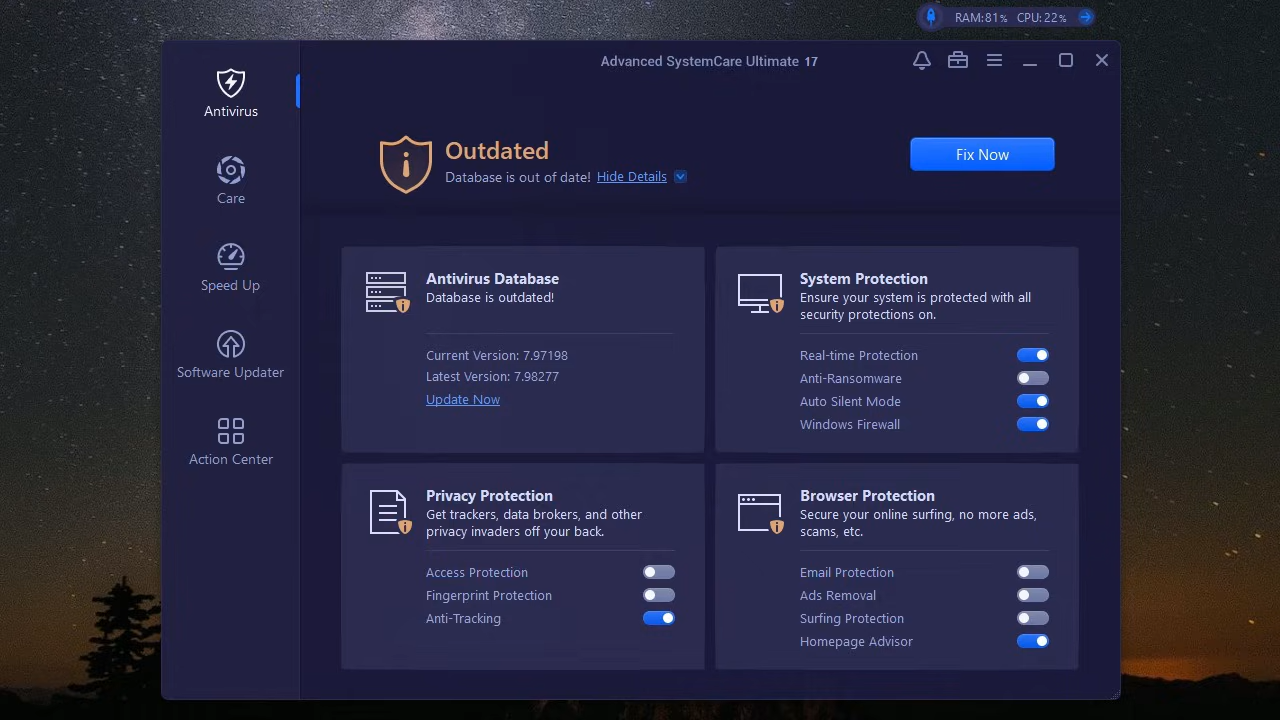 RAM:81% CPU:22%
Advanced SystemCare Ultimate 17
Antivirus
Care
Speed Up
Software Updater
Action Center
Outdated
Database is out of date! Hide Details
Fix Now
Antivirus Database
Database is outdated!
Current Version: 7.97198
Latest Version: 7.98277
Update Now
System Protection
Ensure your system is protected with all
security protections on.
Real-time Protection
Anti-Ransomware
Auto Silent Mode
Windows Firewall
Privacy Protection
Get trackers, data brokers, and other
privacy invaders off your back.
Access Protection
Fingerprint Protection
Anti-Tracking
Browser Protection
Secure your online surfing, no more ads,
scams, etc.
Email Protection
Ads Removal
Surfing Protection
Homepage Advisor